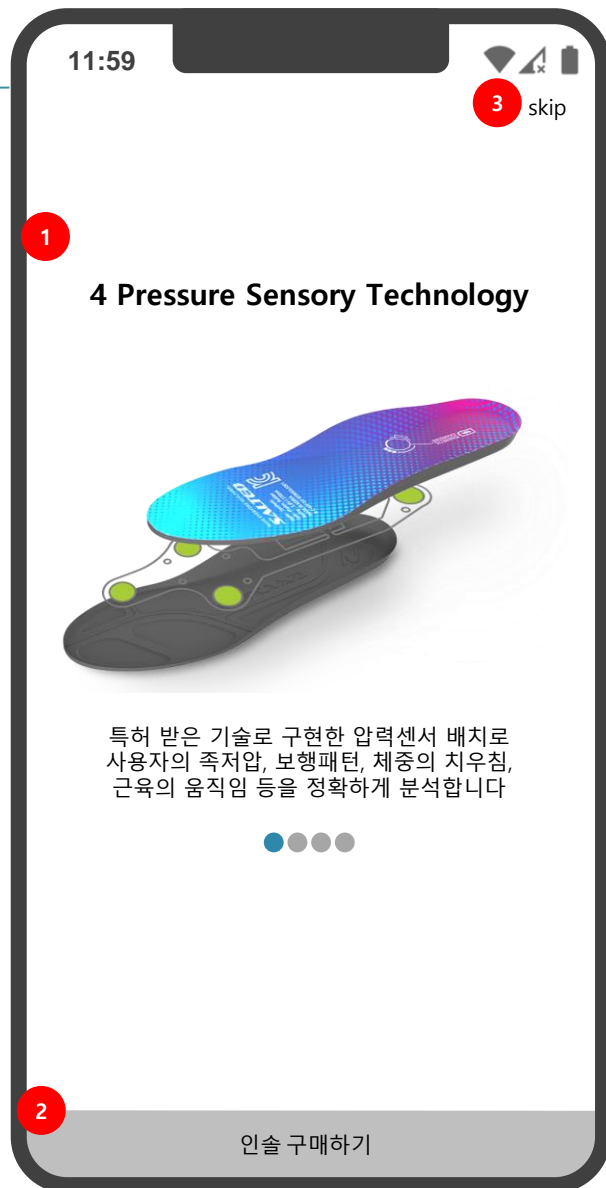 11:59
3
skip
1
4 Pressure Sensory Technology
SALTED
특허 받은 기술로 구현한 압력센서 배치로
사용자의 족저압, 보행패턴, 체중의 치우침,
근육의 움직임 등을 정확하게 분석합니다
2
인솔 구매하기